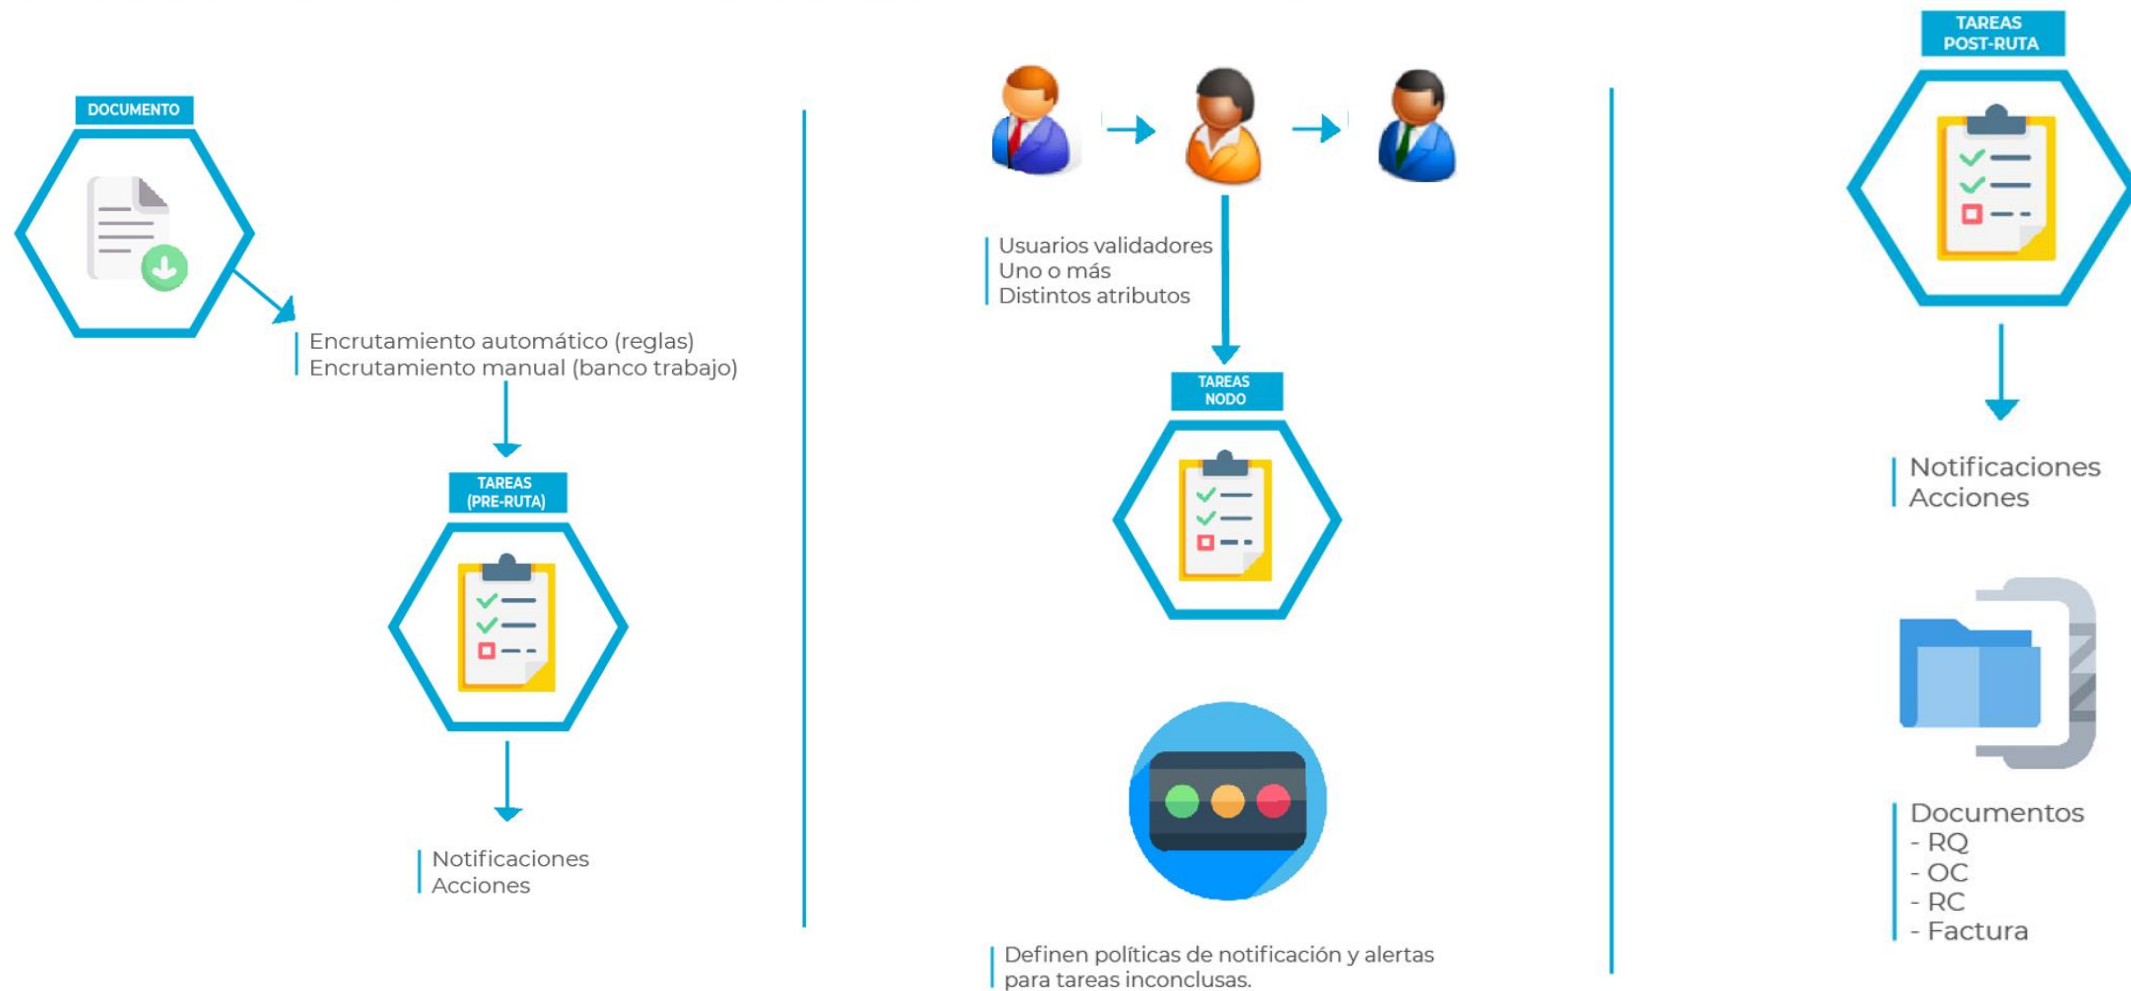 DOCUMENTO
Encrutamiento automático (reglas)
Encrutamiento manual (banco trabajo)
TAREAS
(PRE-RUTA)
Notificaciones
Acciones
Usuarios validadores
Uno o más
Distintos atributos
TAREAS
NODO
Definen políticas de notificación y alertas
para tareas inconclusas.
TAREAS
POST-RUTA
Notificaciones
Acciones
Documentos
- RQ
- OC
- RC
- Factura